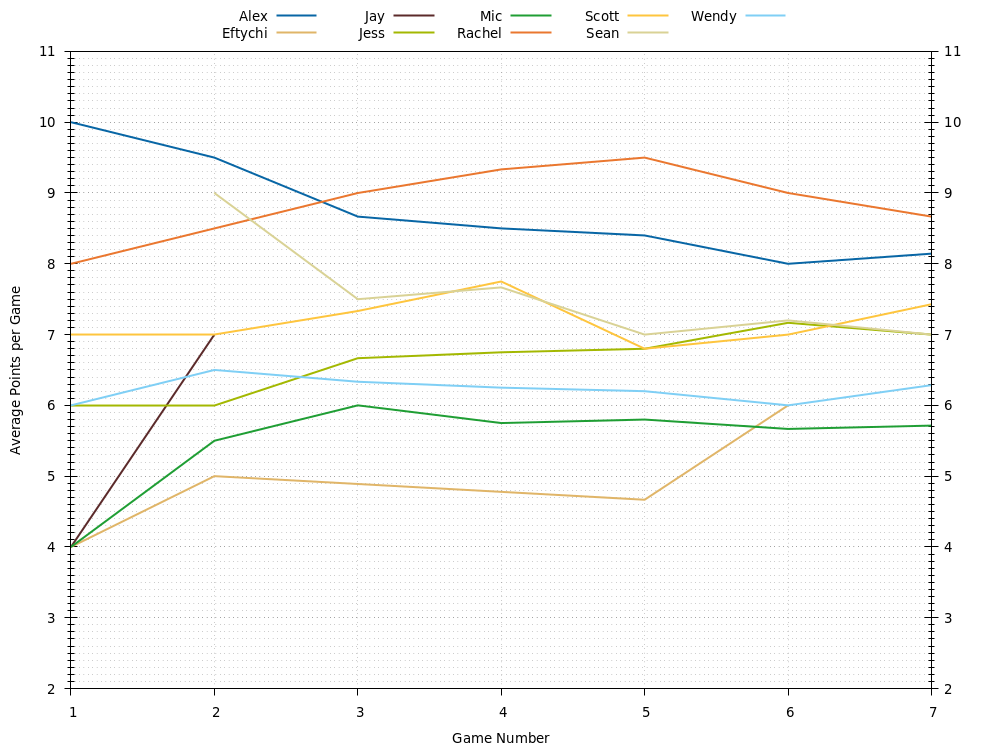 Alex Jay Mic Scott Wendy
Eftychi Jess Rachel Sean
11 11
10 10
9 9
8 8
7 7
6 6
5 5
4 4
3 3
2 2
Average Points per Game
1 2 3 4 5 6 7
Game Number